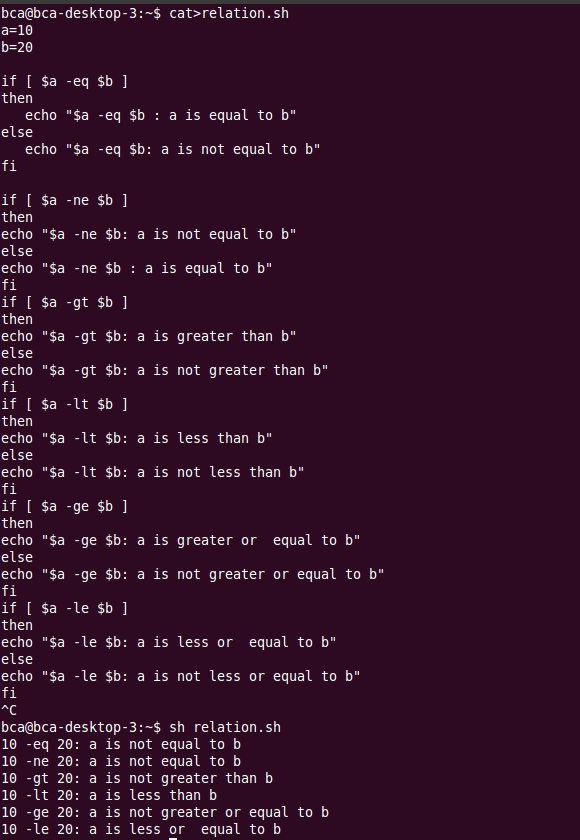 bca@bca-desktop-3:~$ cat>relation.sh
a=10
b=20

if [ $a -eq $b ]
then
   echo "$a -eq $b : a is equal to b"
else
   echo "$a -eq $b: a is not equal to b"
fi

if [ $a -ne $b ]
then
echo "$a -ne $b: a is not equal to b"
else
echo "$a -ne $b : a is equal to b"
fi
if [ $a -gt $b ]
then
echo "$a -gt $b: a is greater than b"
else
echo "$a -gt $b: a is not greater than b"
fi
if [ $a -lt $b ]
then
echo "$a -lt $b: a is less than b"
else
echo "$a -lt $b: a is not less than b"
fi
if [ $a -ge $b ]
then
echo "$a -ge $b: a is greater or  equal to b"
else
echo "$a -ge $b: a is not greater or equal to b"
fi
if [ $a -le $b ]
then
echo "$a -le $b: a is less or  equal to b"
else
echo "$a -le $b: a is not less or equal to b"
fi
^C
bca@bca-desktop-3:~$ sh relation.sh
10 -eq 20: a is not equal to b
10 -ne 20: a is not equal to b
10 -gt 20: a is not greater than b
10 -lt 20: a is less than b
10 -ge 20: a is not greater or equal to b
10 -le 20: a is less or  equal to b